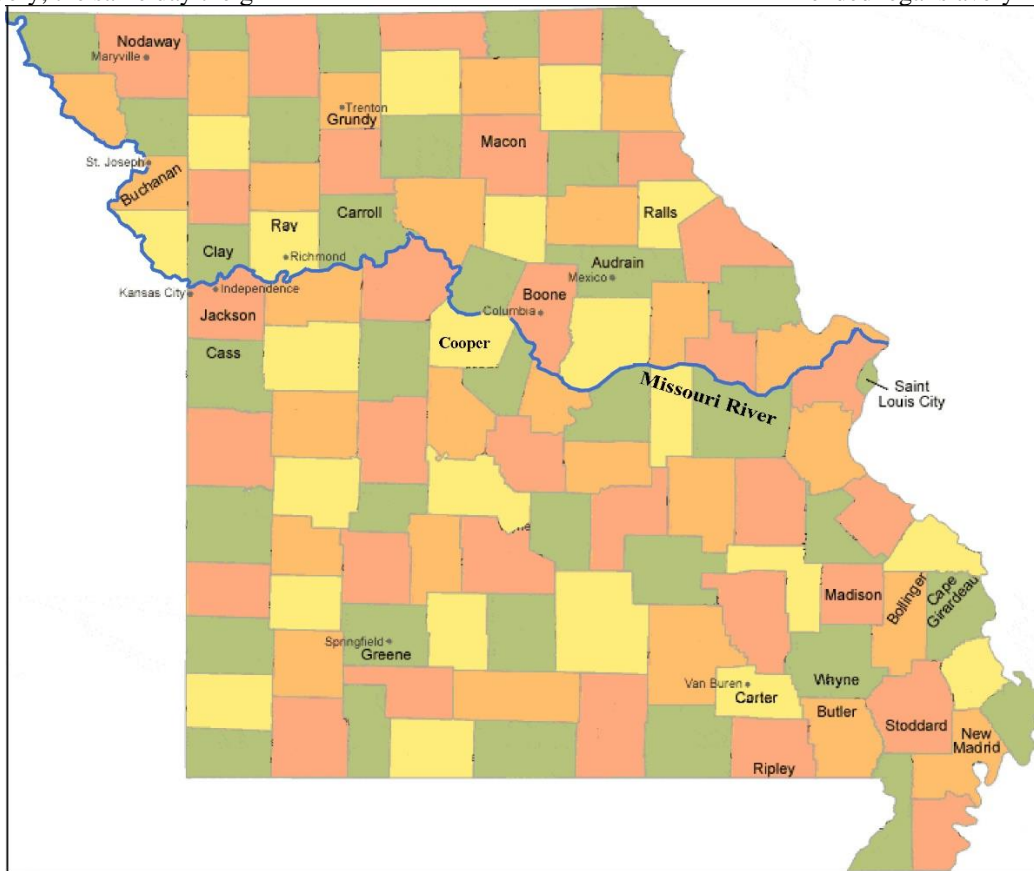 Nodaway
Maryville
Trenton
Grundy
Macon
St. Joseph
Buchanan
Carroll
Ralls
Ray
Clay
Richmond
Audrain
Mexico
Kansas City
Independence
Boone
Columbia
Jackson
Cooper
Cass
Missouri River
Saint
Louis City
Madison
Bollinger
Cape
Girardeau
Springfield
Greene
Whyne
Van Buren
Carter
Butler
Stoddard
New
Madrid
Ripley